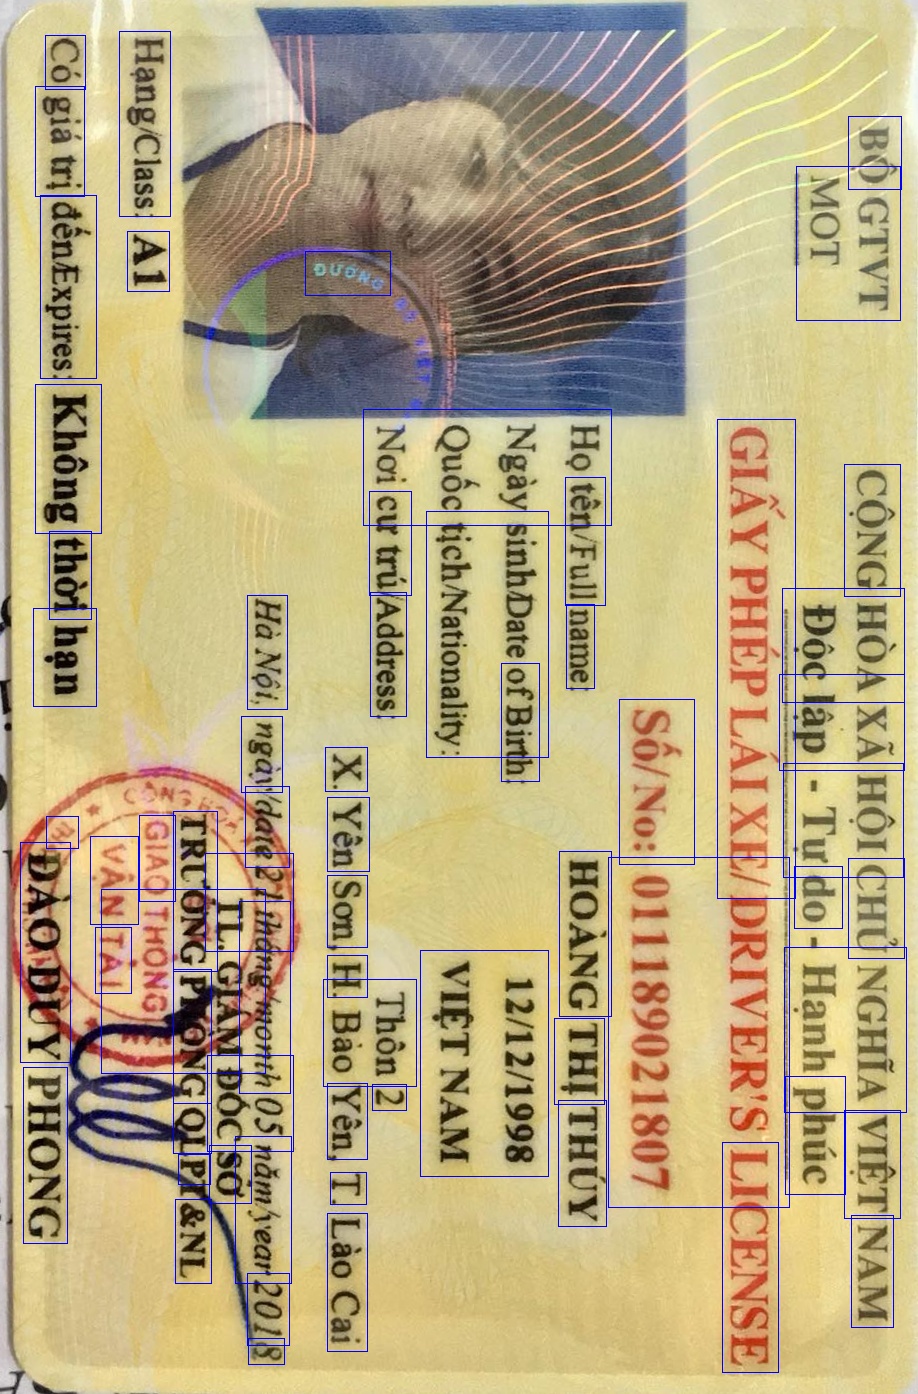 BỘ GTVT
MOT
CỘNG HÒA XÃ HỘI CHỦ NGHĨA VIỆT NAM
Độc lập - Tự do - Hạnh phúc
GIẤY PHÉP LÁI XE/DRIVER'S LICENSE
Số/No: 011189021807
Họ tên/Full name: HOÀNG THỊ THÚY
Ngày sinh/Date of Birth: 12/12/1998
Quốc tịch/Nationality: VIỆT NAM
Nơi cư trú/Address: Thôn 2
X. Yên Sơn, H. Bảo Yên, T. Lào Cai
Hà Nội, ngày/date 21 tháng/month 05 năm/year 2018
TL. GIÁM ĐỐC SỞ
TRƯỞNG PHÒNG QLPT&NL
GIAO THÔNG
VẬN TẢI
ĐÀO DUY PHONG
ĐƯỜNG BỘ VIỆT
Hạng/Class: A1
Có giá trị đến/Expires: Không thời hạn